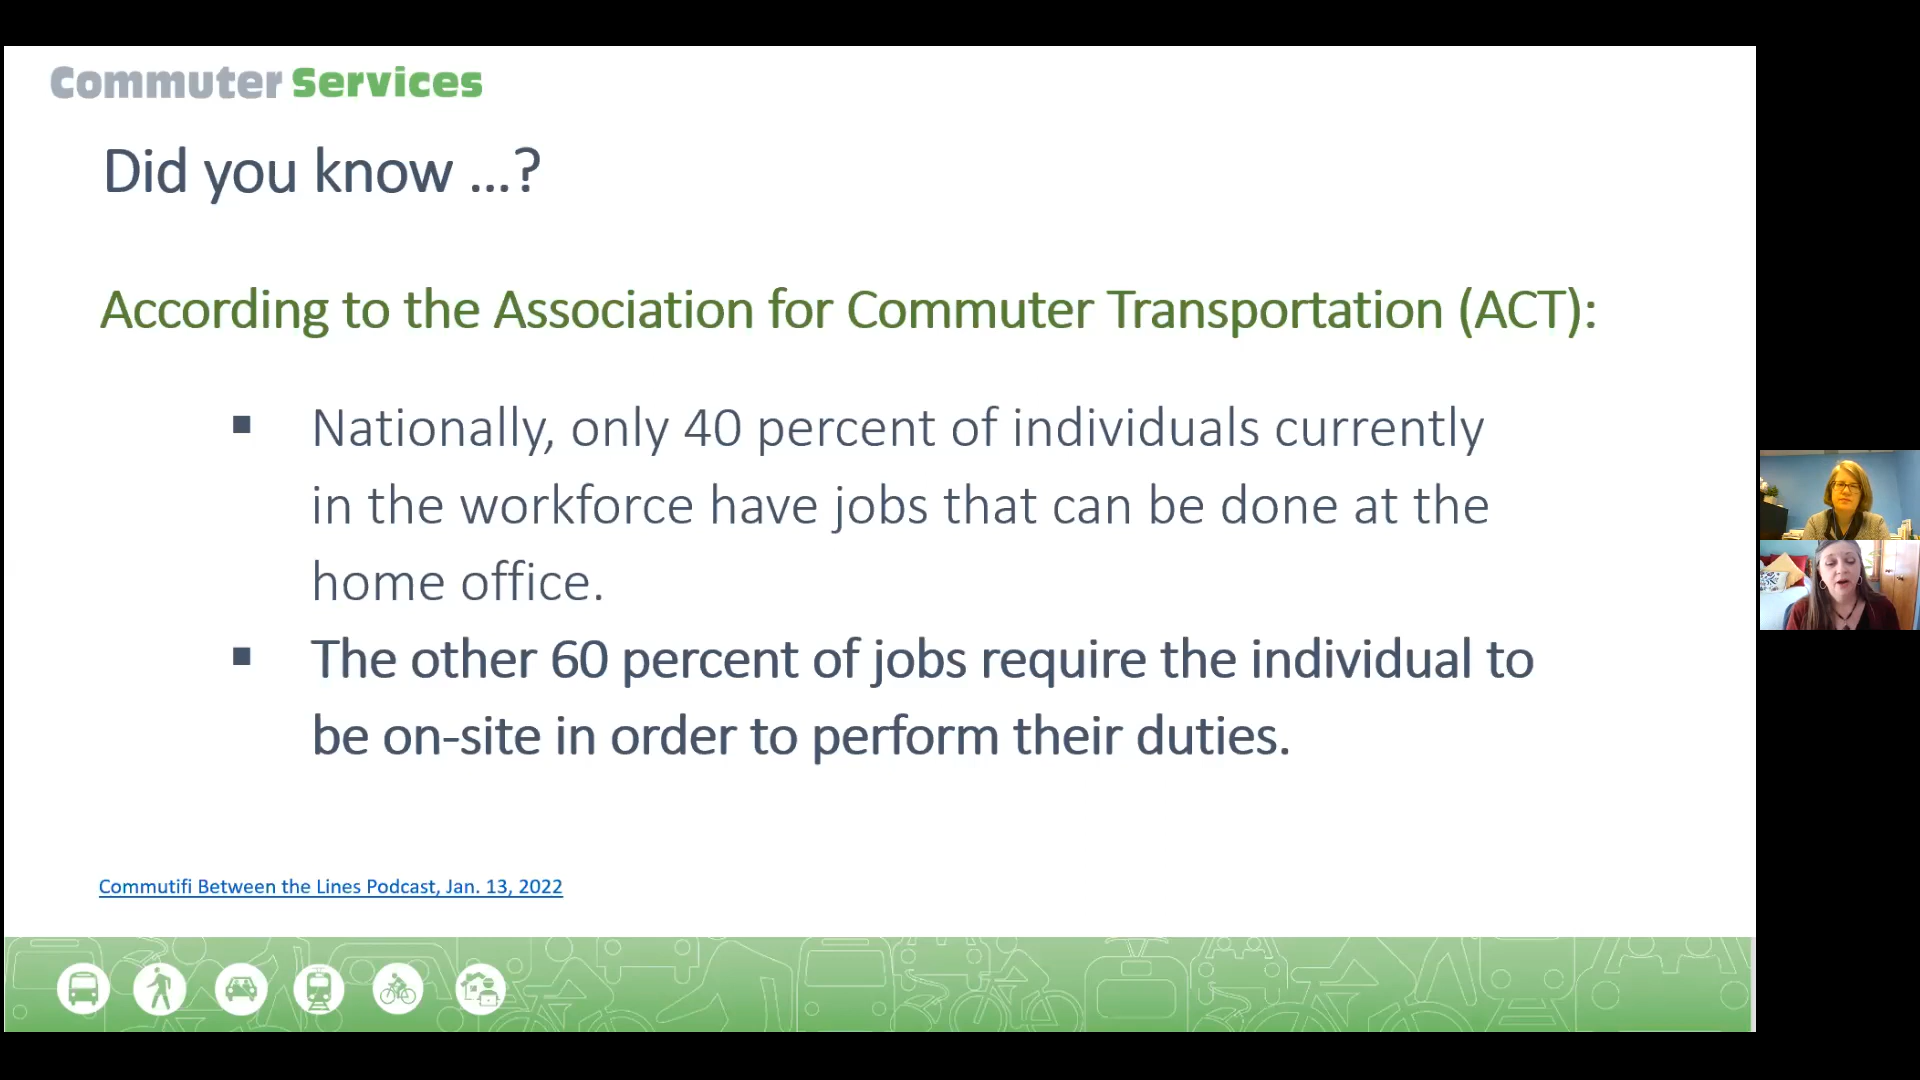 Commuter Services
Did you know ...?
According to the Association for Commuter Transportation (ACT):
▪ Nationally, only 40 percent of individuals currently
in the workforce have jobs that can be done at the
home office.
▪ The other 60 percent of jobs require the individual to
be on-site in order to perform their duties.
Commutifi Between the Lines Podcast, Jan. 13, 2022